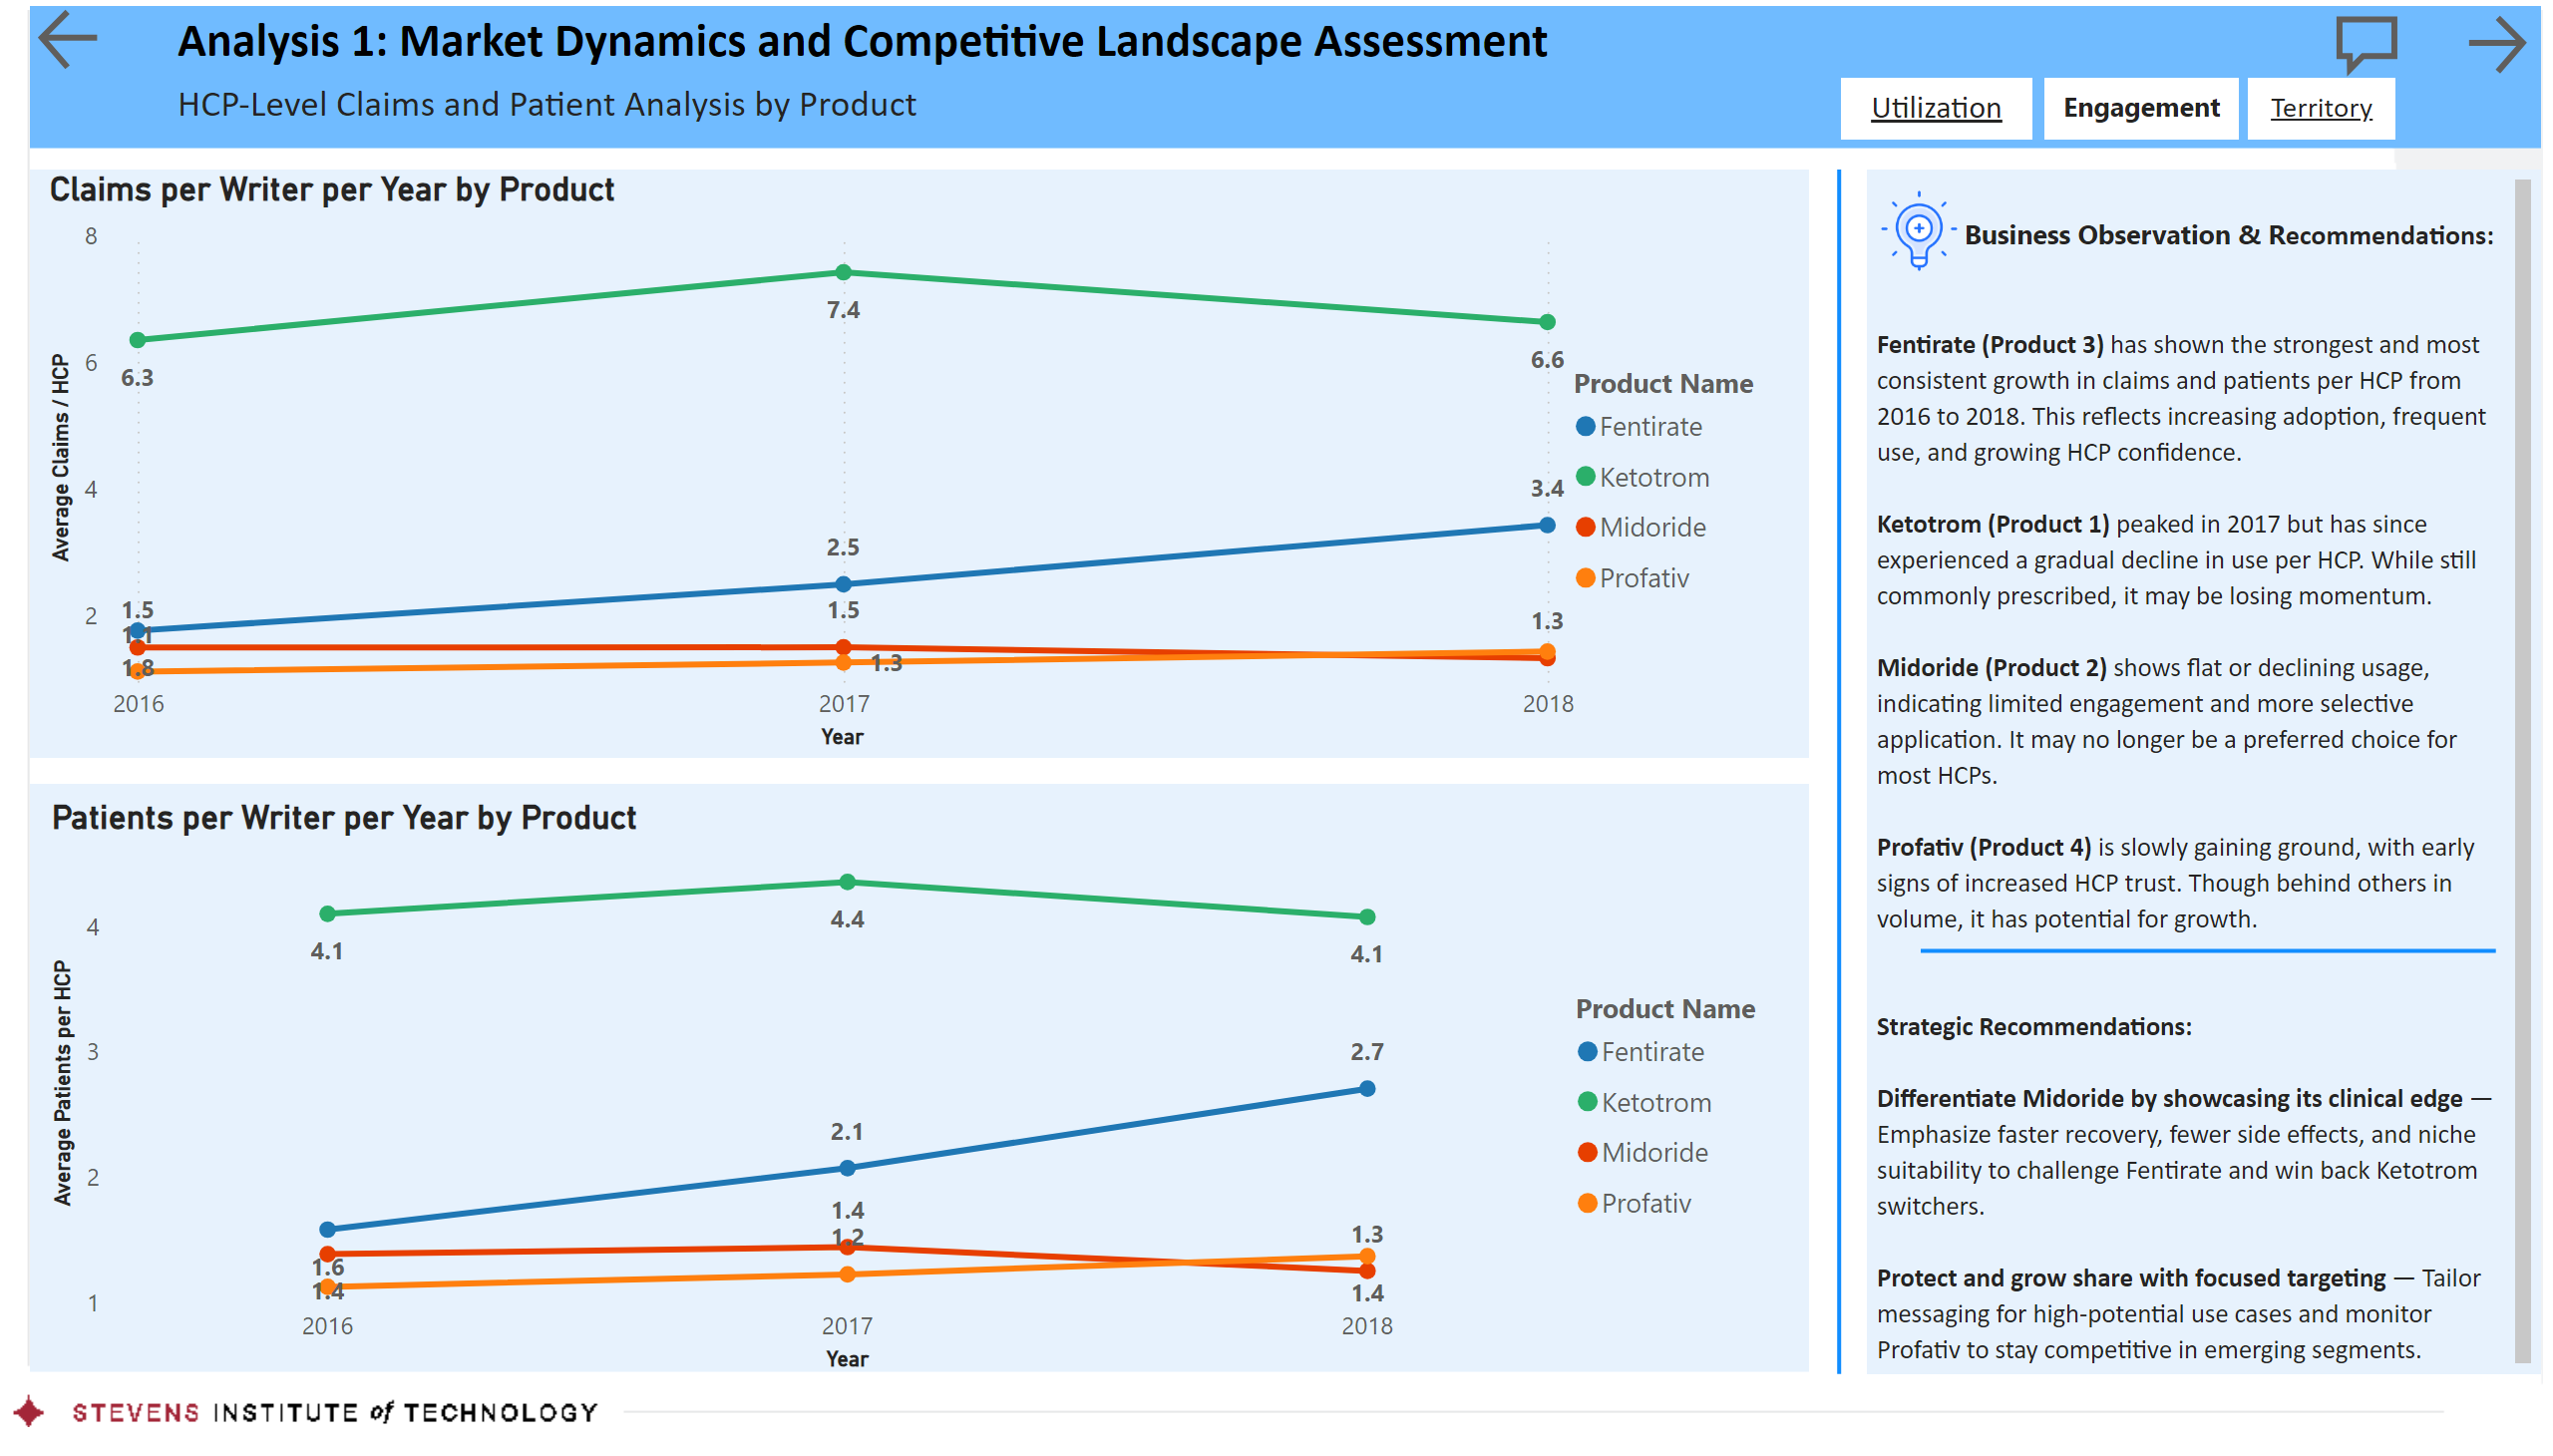 Analysis 1: Market Dynamics and Competitive Landscape Assessment
HCP-Level Claims and Patient Analysis by Product
Utilization
Engagement
Territory
Claims per Writer per Year by Product
Average Claims / HCP
8
6
4
2
6.3
7.4
6.6
3.4
2.5
1.5
1.5
1.1
1.8
1.3
1.3
2016
2017
2018
Year
Product Name
Fentirate
Ketotrom
Midoride
Profativ
Patients per Writer per Year by Product
Average Patients per HCP
4
3
2
1
4.1
4.4
4.1
2.7
2.1
1.4
1.2
1.6
1.4
1.3
1.4
2016
2017
2018
Year
Product Name
Fentirate
Ketotrom
Midoride
Profativ
Business Observation & Recommendations:
Fentirate (Product 3) has shown the strongest and most
consistent growth in claims and patients per HCP from
2016 to 2018. This reflects increasing adoption, frequent
use, and growing HCP confidence.
Ketotrom (Product 1) peaked in 2017 but has since
experienced a gradual decline in use per HCP. While still
commonly prescribed, it may be losing momentum.
Midoride (Product 2) shows flat or declining usage,
indicating limited engagement and more selective
application. It may no longer be a preferred choice for
most HCPs.
Profativ (Product 4) is slowly gaining ground, with early
signs of increased HCP trust. Though behind others in
volume, it has potential for growth.
Strategic Recommendations:
Differentiate Midoride by showcasing its clinical edge —
Emphasize faster recovery, fewer side effects, and niche
suitability to challenge Fentirate and win back Ketotrom
switchers.
Protect and grow share with focused targeting — Tailor
messaging for high-potential use cases and monitor
Profativ to stay competitive in emerging segments.
STEVENS INSTITUTE of TECHNOLOGY